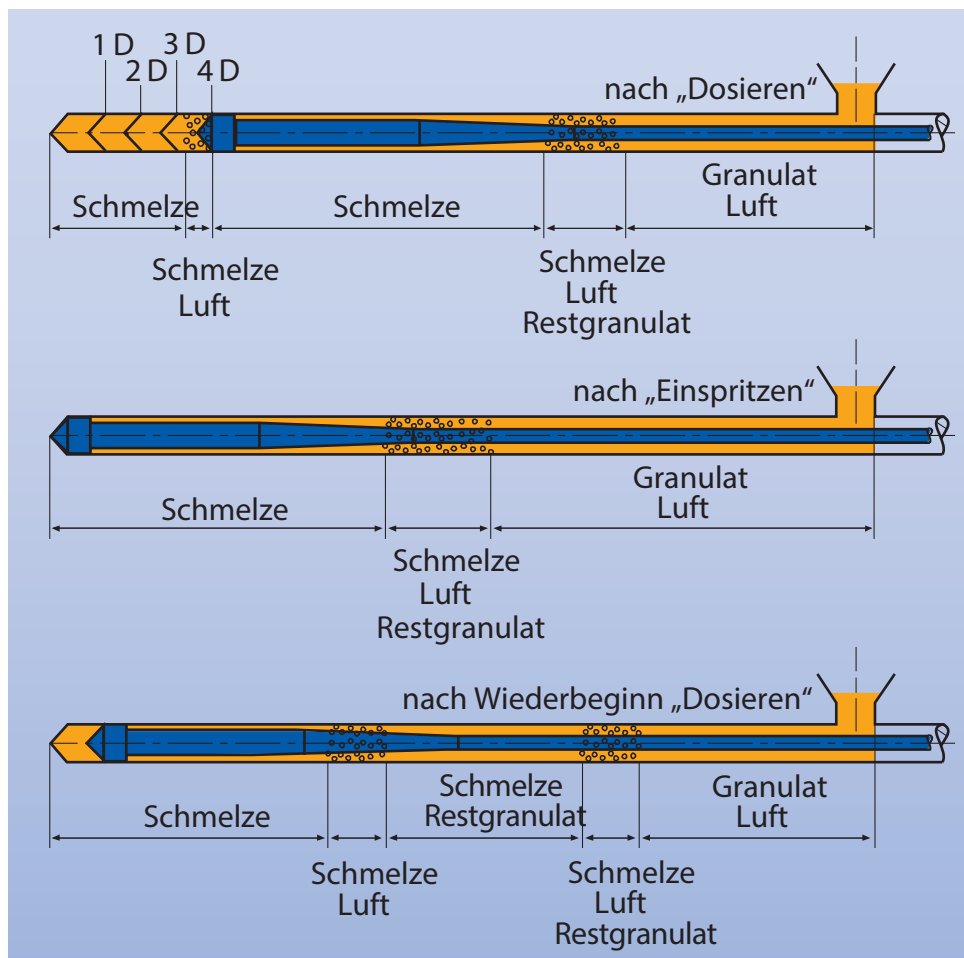 1 D 3 D
2 D 4 D
nach „Dosieren“
Schmelze
Schmelze
Granulat
Luft
Schmelze
Luft
Schmelze
Luft
Restgranulat
nach „Einspritzen“
Schmelze
Granulat
Luft
Schmelze
Luft
Restgranulat
nach Wiederbeginn „Dosieren“
Schmelze
Schmelze
Restgranulat
Granulat
Luft
Schmelze
Luft
Schmelze
Luft
Restgranulat